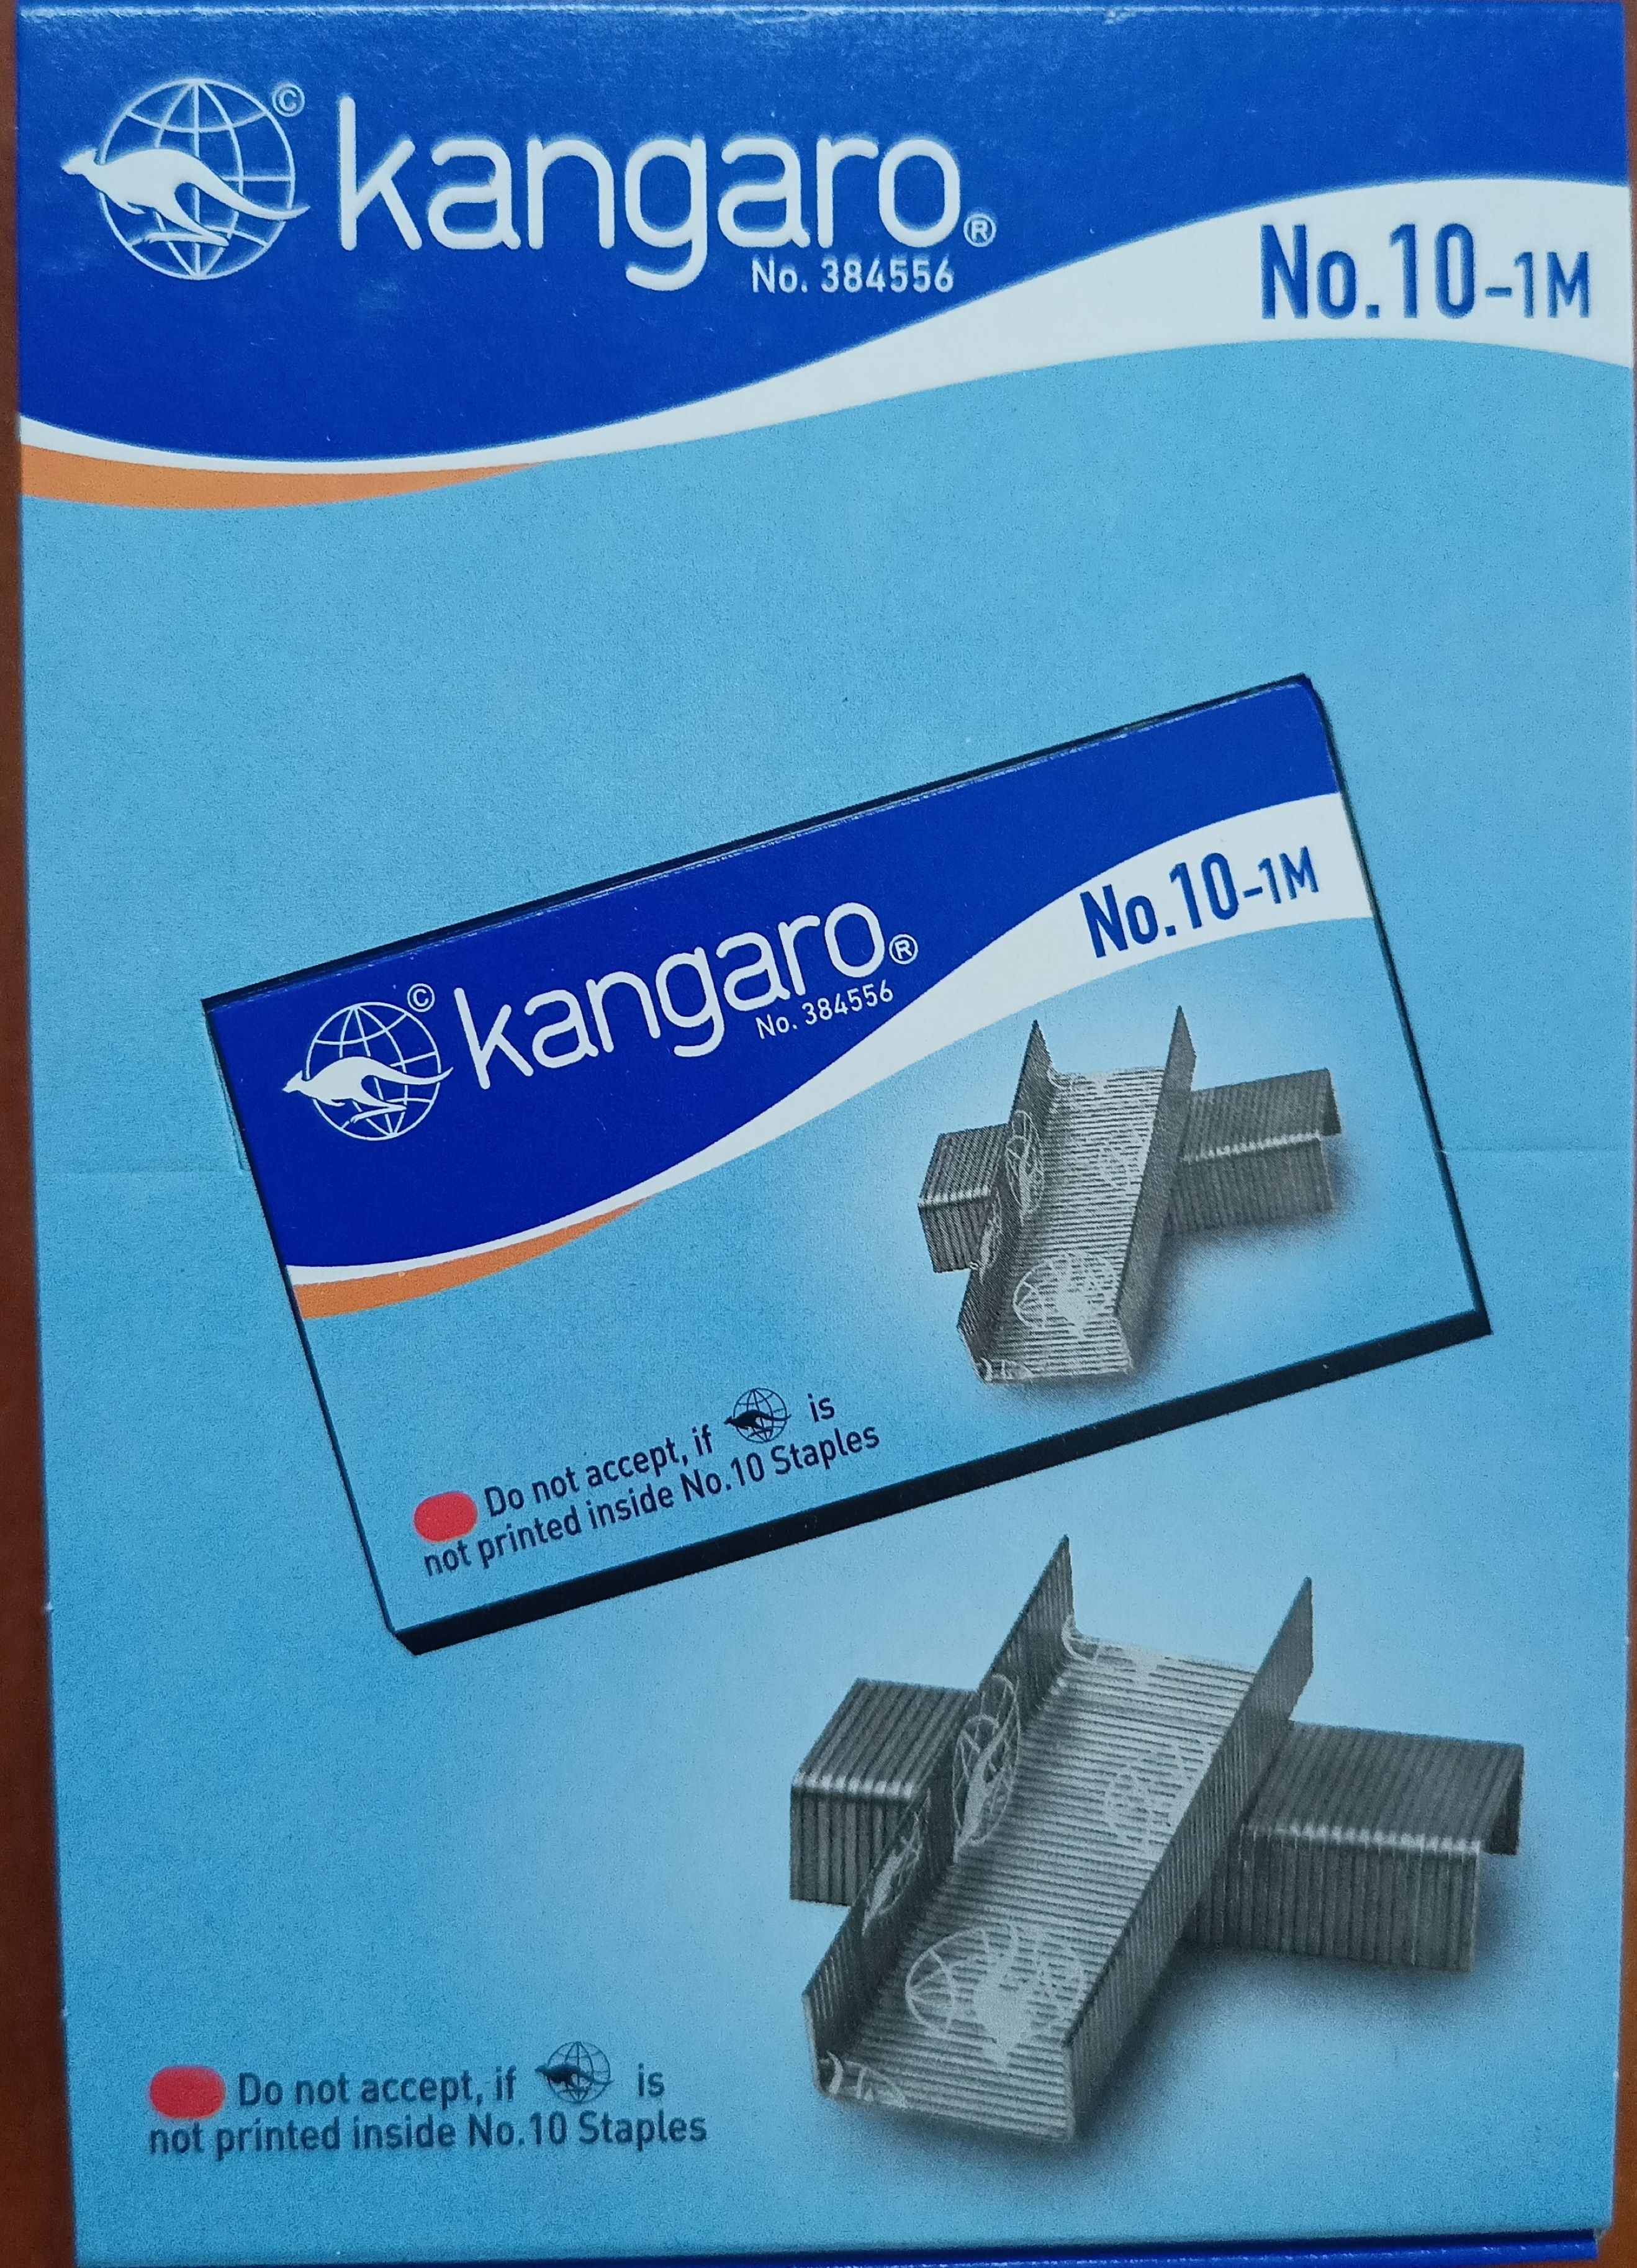 ©
kangaro®
No. 384556
No.10-1M
©
kangaro®
No. 384556
No.10-1M
Do not accept, if is
not printed inside No.10 Staples
Do not accept, if is
not printed inside No.10 Staples